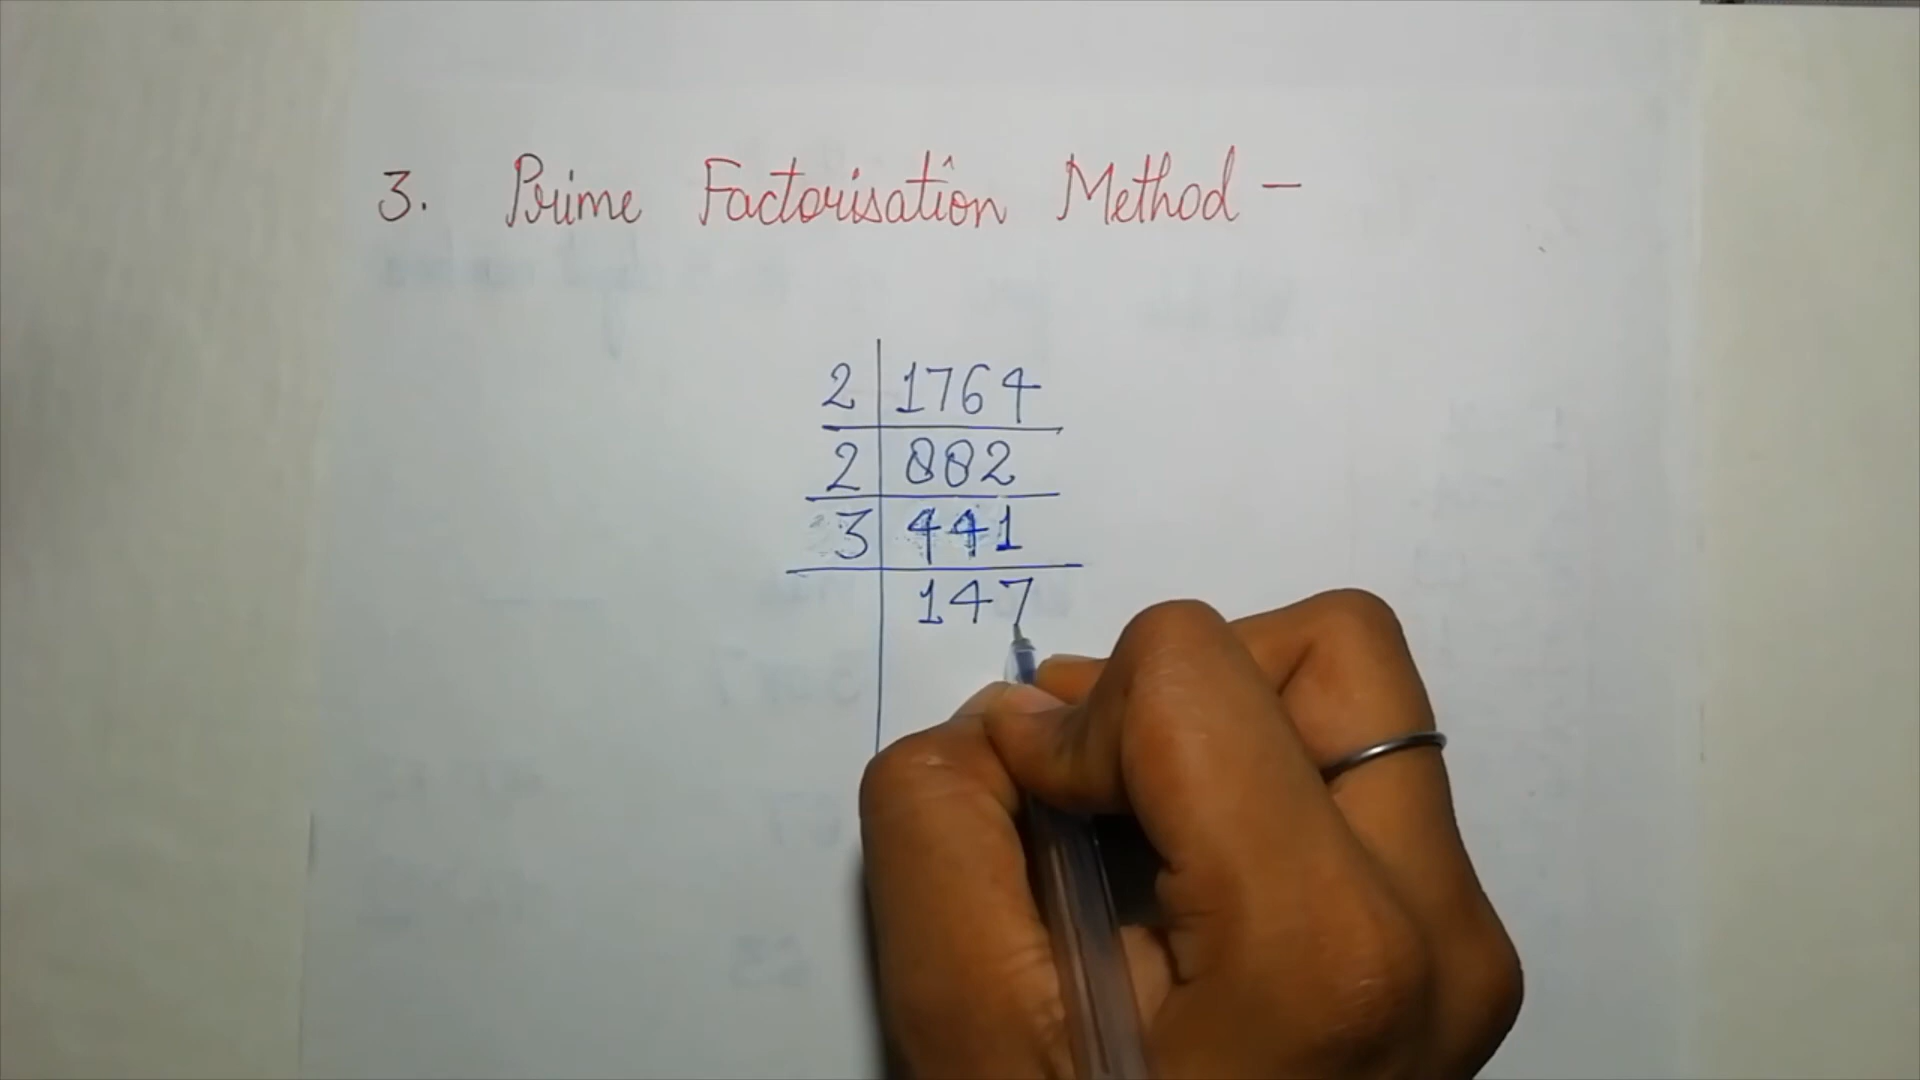 3. Prime Factorisation Method -
2 | 1764
2 | 882
3 | 441
147